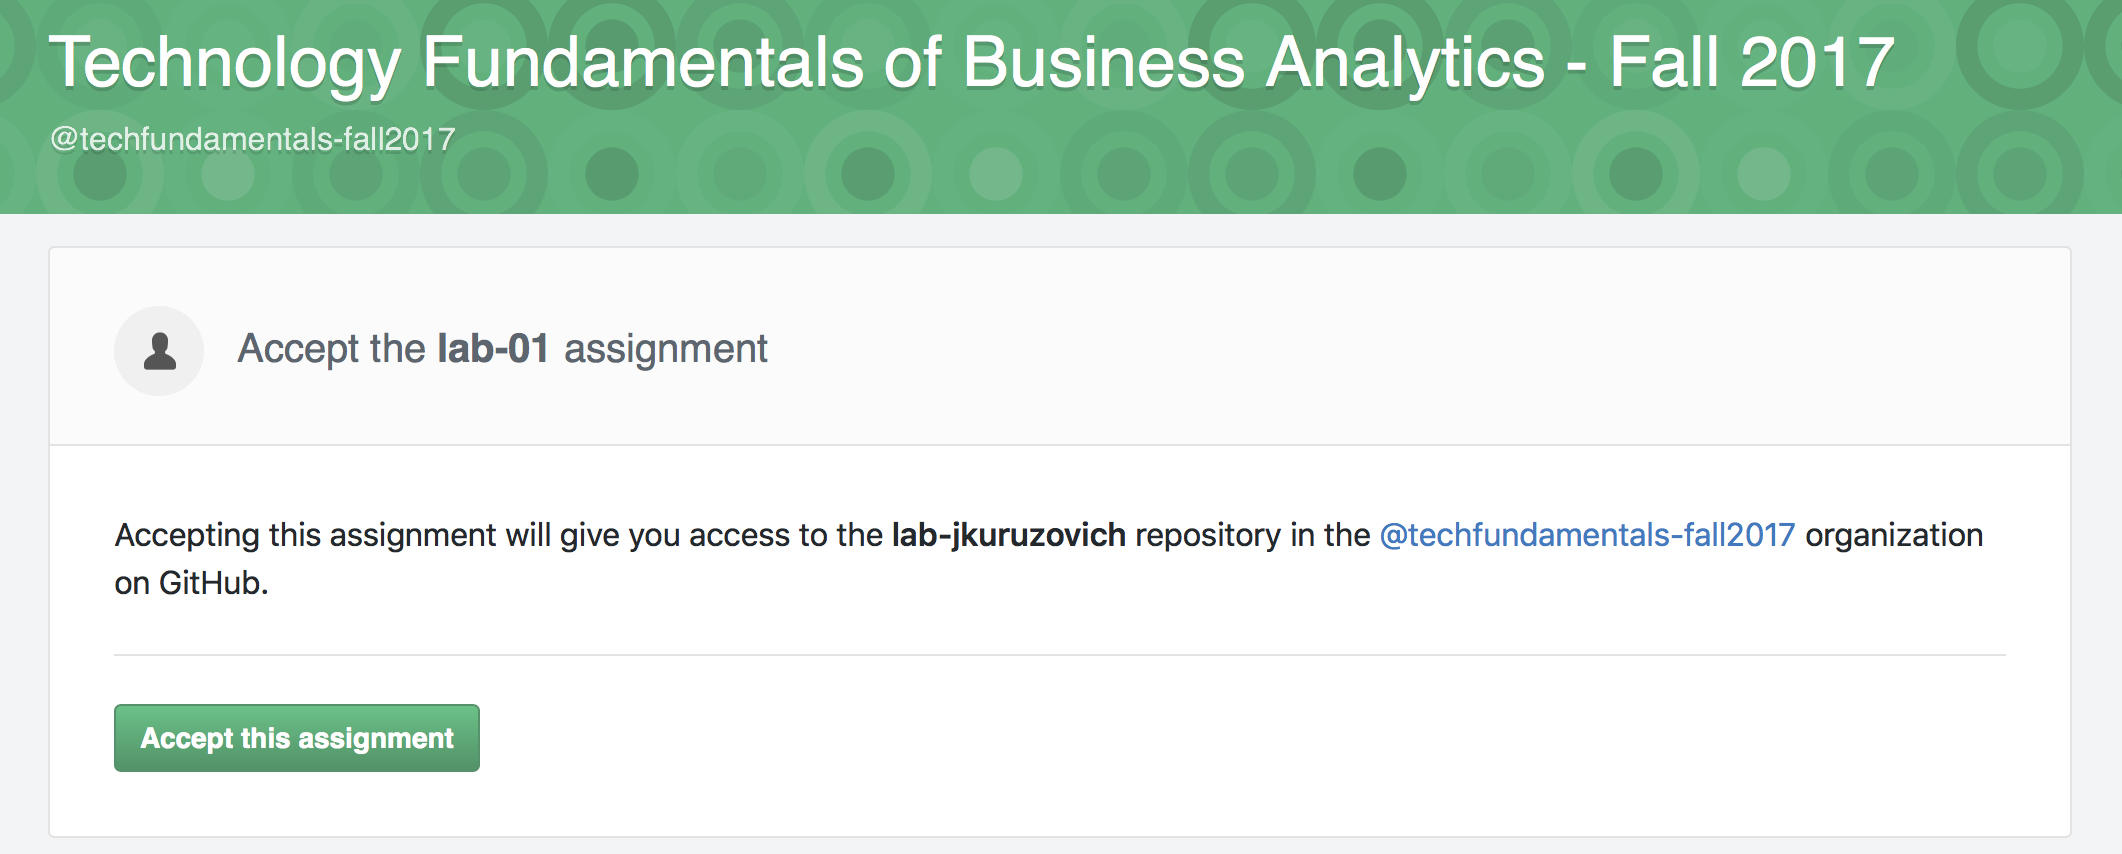 Technology Fundamentals of Business Analytics - Fall 2017
@techfundamentals-fall2017
Accept the lab-01 assignment
Accepting this assignment will give you access to the lab-jkuruzovich repository in the @techfundamentals-fall2017 organization
on GitHub.
Accept this assignment